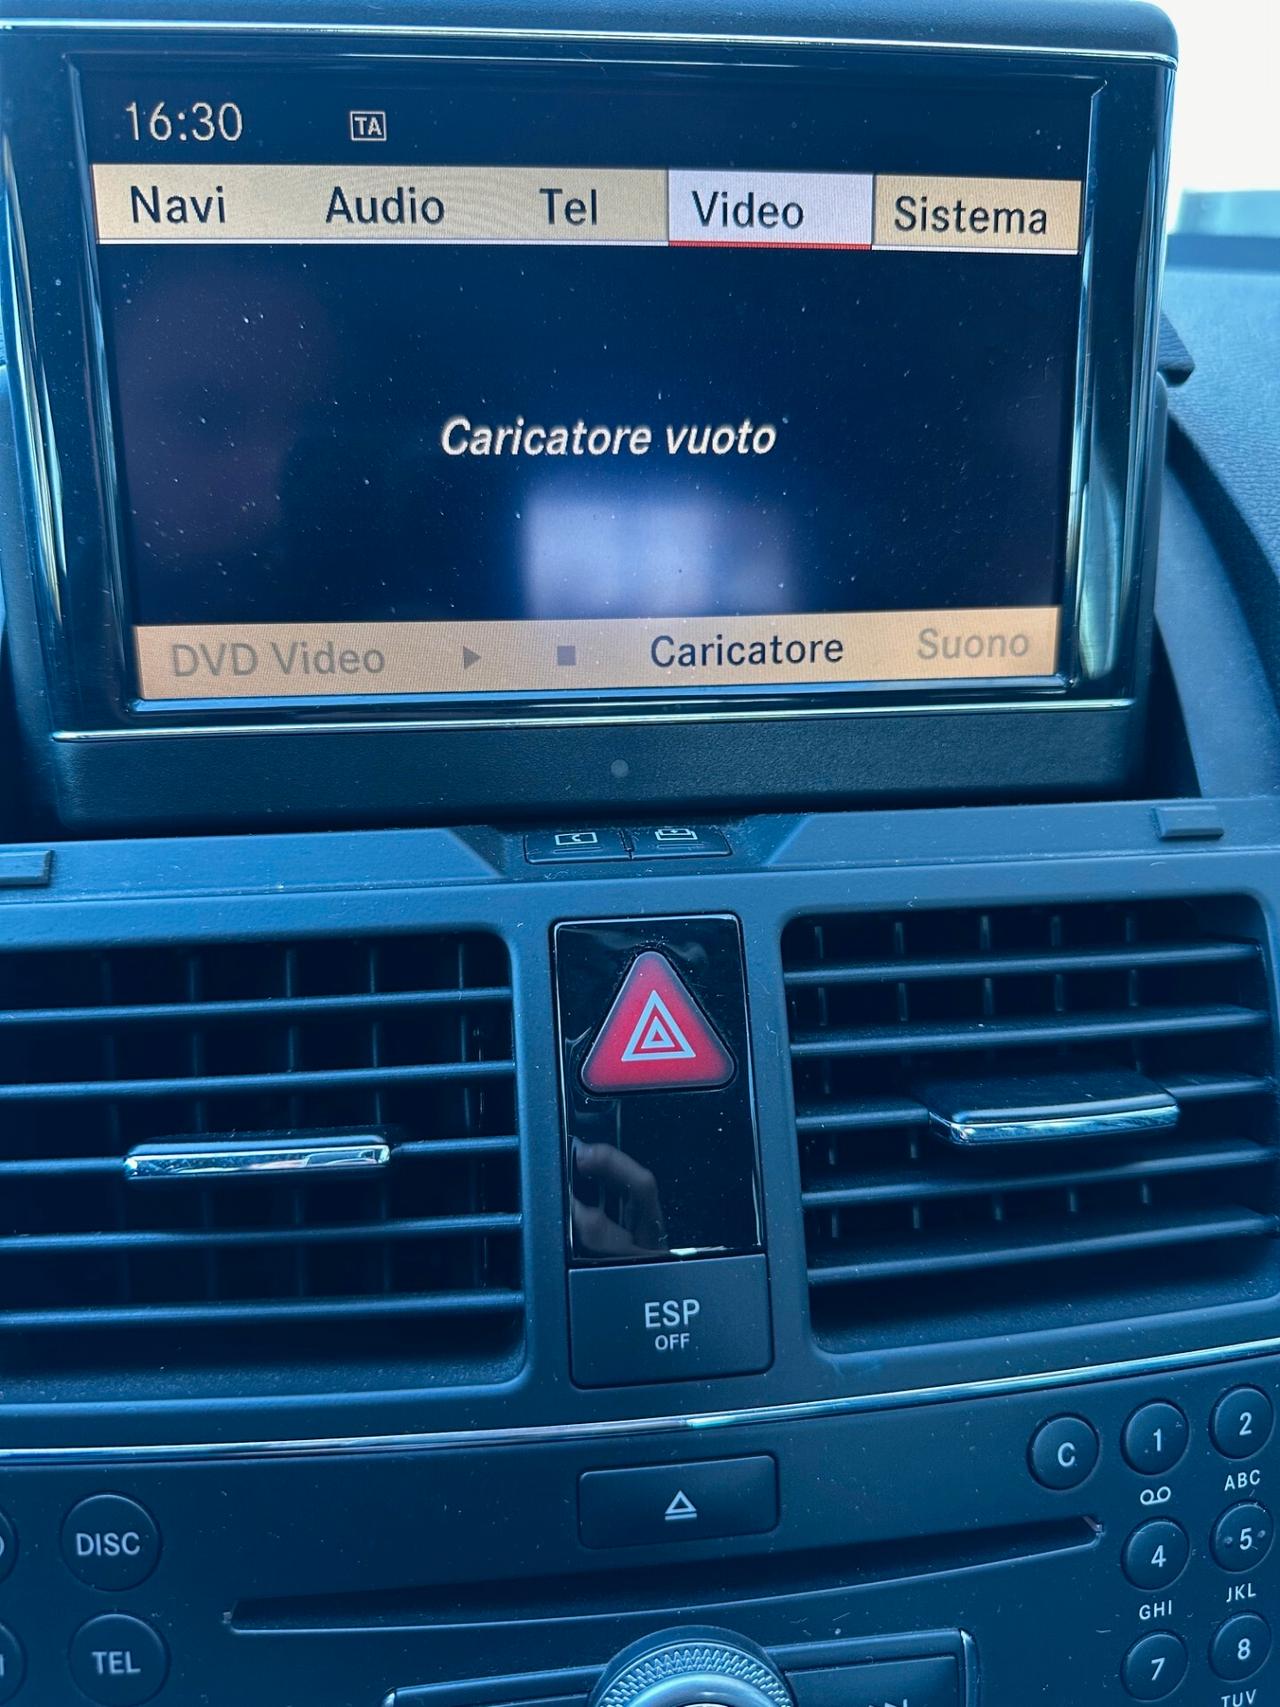 16:30 TA
Navi Audio Tel Video Sistema
Caricatore vuoto
DVD Video Caricatore Suono
ESP
OFF
C 1 2
ABC
DISC
4 5
GHI JKL
TEL
7 8
TUV